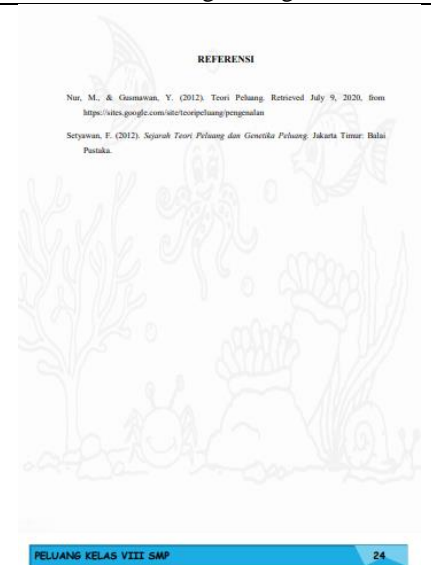 REFERENSI
Nur, M., & Gusmawan, Y. (2012). Teori Peluang. Retrieved July 9, 2020, from
https://sites.google.com/site/teoripeluang/pengenalan
Setyawan, F. (2012). Sejarah Teori Peluang dan Genetika Peluang. Jakarta Timur: Balai
Pustaka.
PELUANG KELAS VIII SMP 24